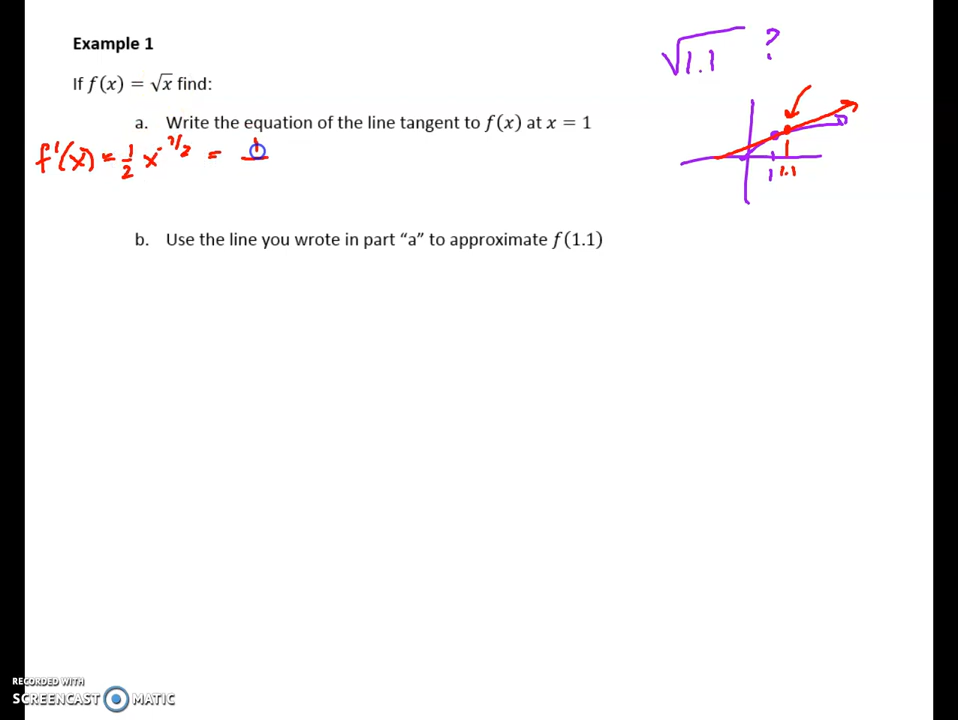 Example 1
√1.1 ?
If f(x) = √x find:
a. Write the equation of the line tangent to f(x) at x = 1
f'(x) = 1/2 x^-1/2 = 1
1 1.1
b. Use the line you wrote in part “a” to approximate f(1.1)
RECORDED WITH
SCREENCAST MATIC